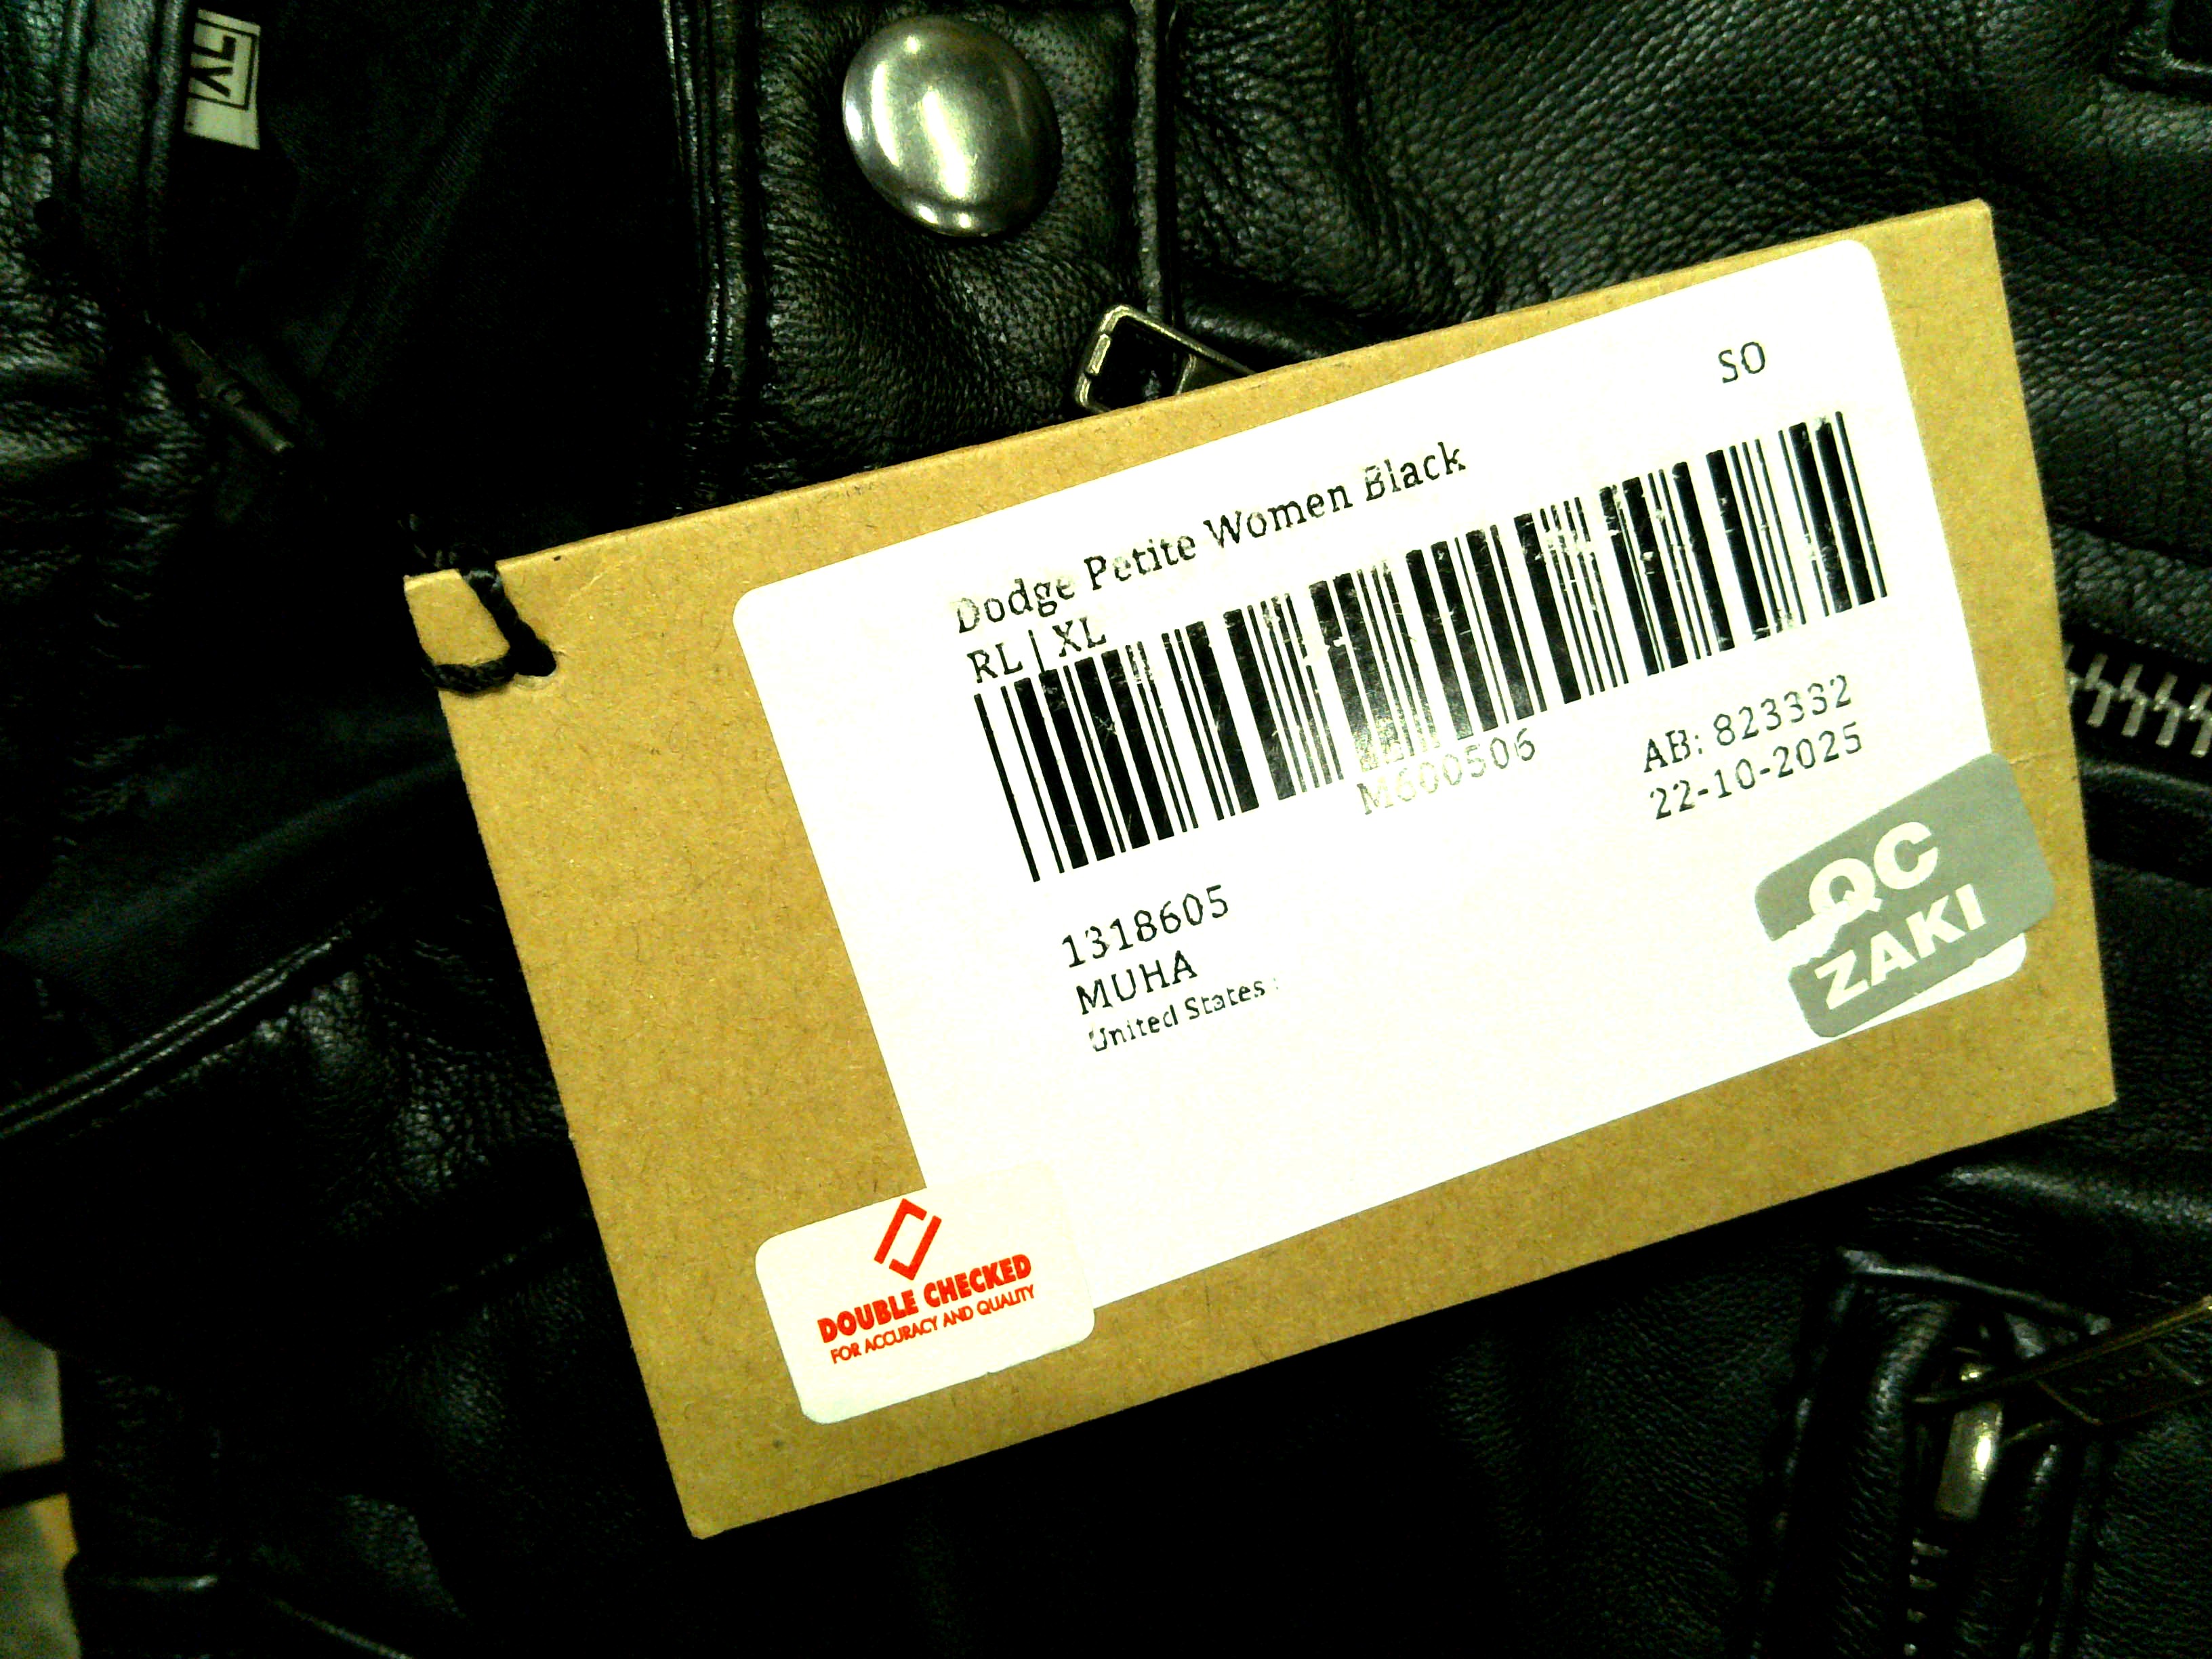 SO
Dodge Petite Women Black
RL | XL
M600506
AB: 823332
22-10-2025
1318605
MUHA
United States :
QC
ZAKI
DOUBLE CHECKED
FOR ACCURACY AND QUALITY